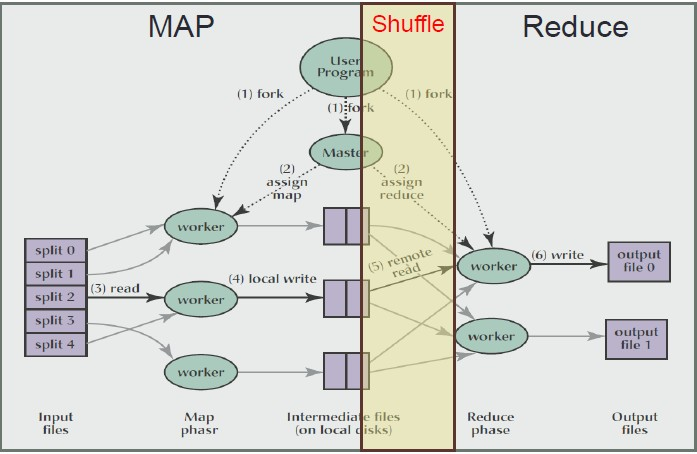 MAP
Shuffle
Reduce
User
Program
(1) fork
(1) fork
(1) fork
Master
(2)
assign
map
(2)
assign
reduce
worker
split 0
split 1
split 2
split 3
split 4
(3) read
worker
(4) local write
worker
(5) remote
read
worker
(6) write
output
file 0
worker
output
file 1
Input
files
Map
phasr
Intermediate files
(on local disks)
Reduce
phase
Output
files